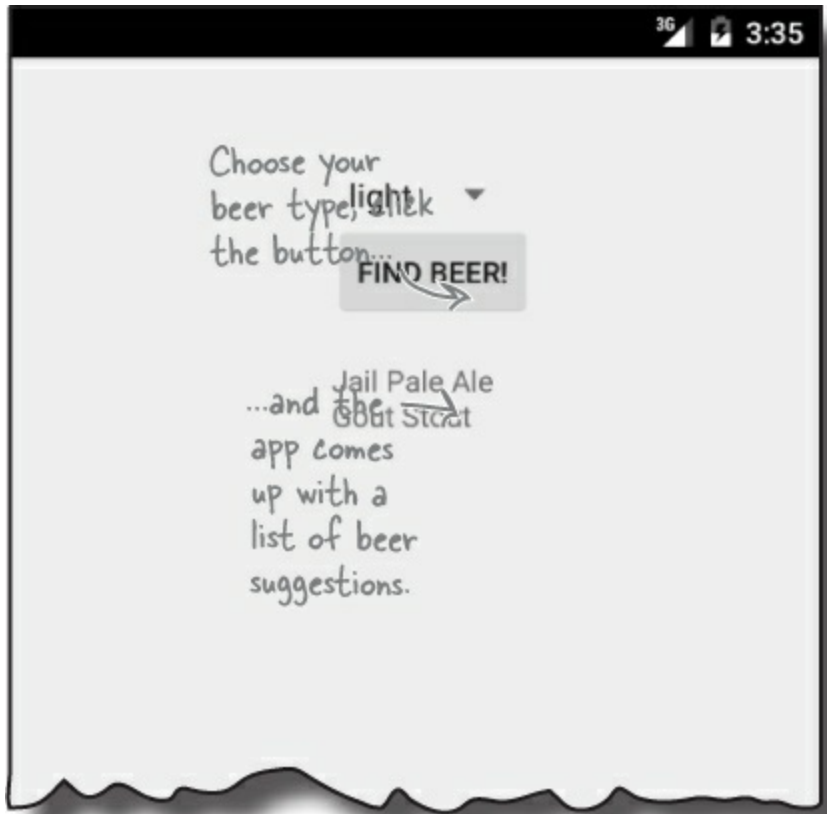 3G 3:35
Choose your
beer type, click
the button...
light
FIND BEER!
Jail Pale Ale
Gout Stout
...and the
app comes
up with a
list of beer
suggestions.